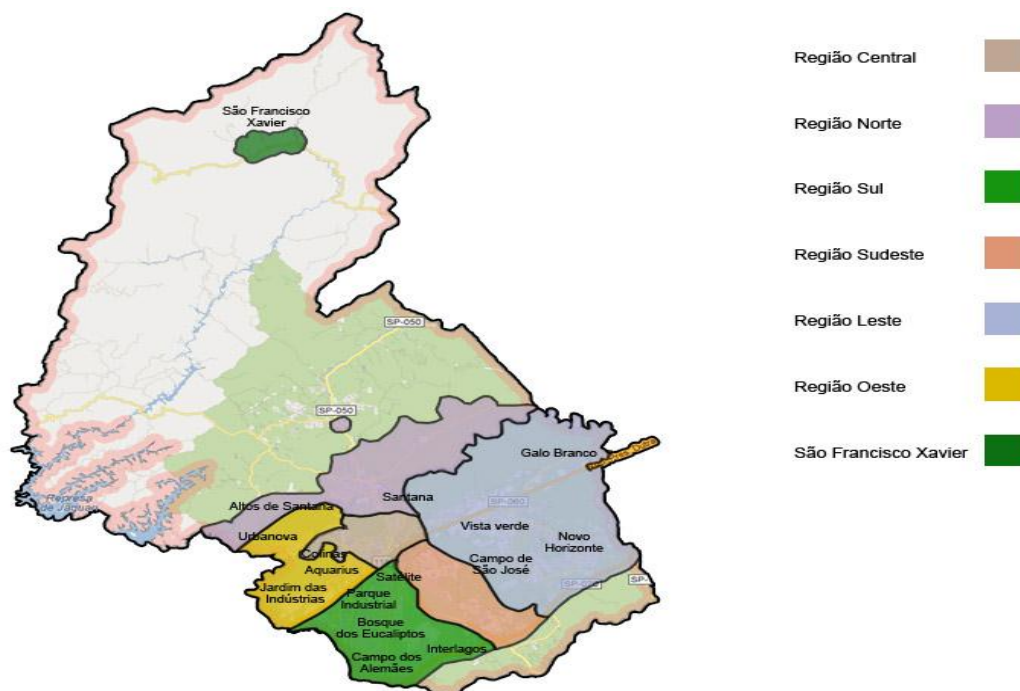 São Francisco
Xavier
SP-050
SP-050
Represa
de Jaguari
Altos de Santana
Santana
Galo Branco
Urbanova
SP-060
Vista verde
Novo
Horizonte
Colinas
Aquarius
Satélite
Campo de
São José
Jardim das
Indústrias
Parque
Industrial
Bosque
dos Eucaliptos
Interlagos
Campo dos
Alemães
Região Central
Região Norte
Região Sul
Região Sudeste
Região Leste
Região Oeste
São Francisco Xavier